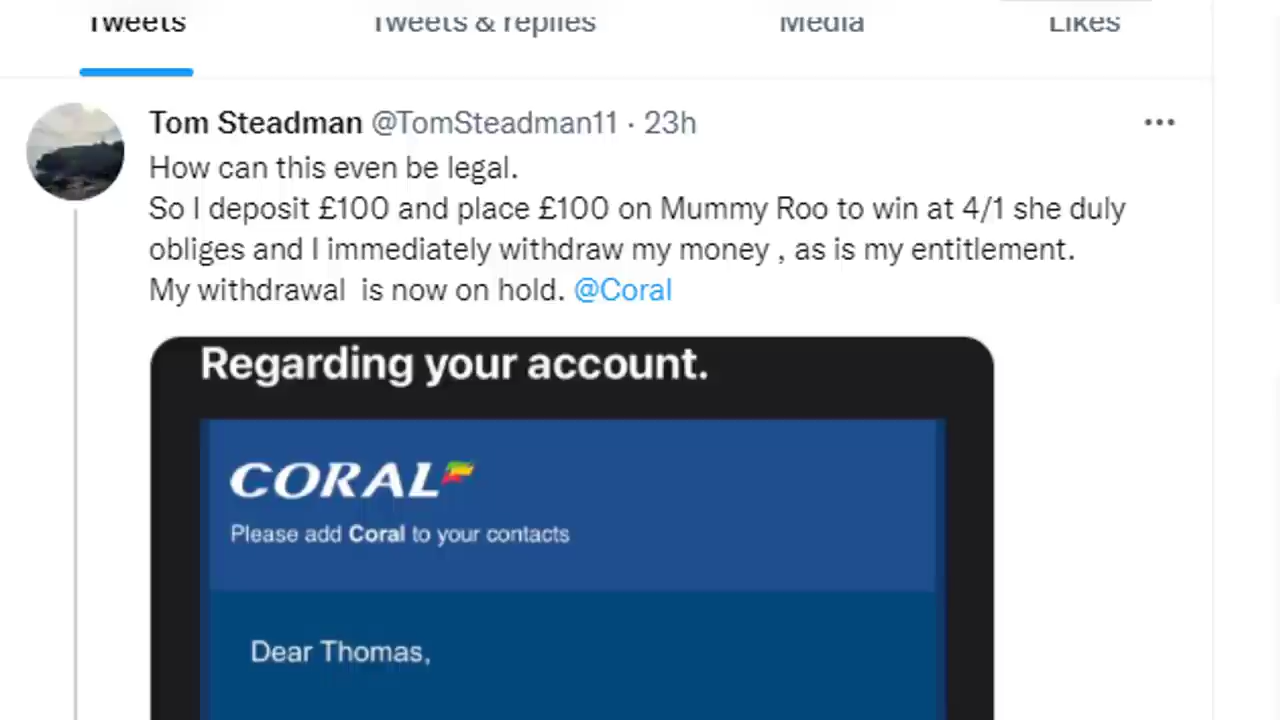 Tweets Tweets & replies Media Likes
Tom Steadman @TomSteadman11 · 23h
How can this even be legal.
So I deposit £100 and place £100 on Mummy Roo to win at 4/1 she duly
obliges and I immediately withdraw my money , as is my entitlement.
My withdrawal is now on hold. @Coral
Regarding your account.
CORAL
Please add Coral to your contacts
Dear Thomas,